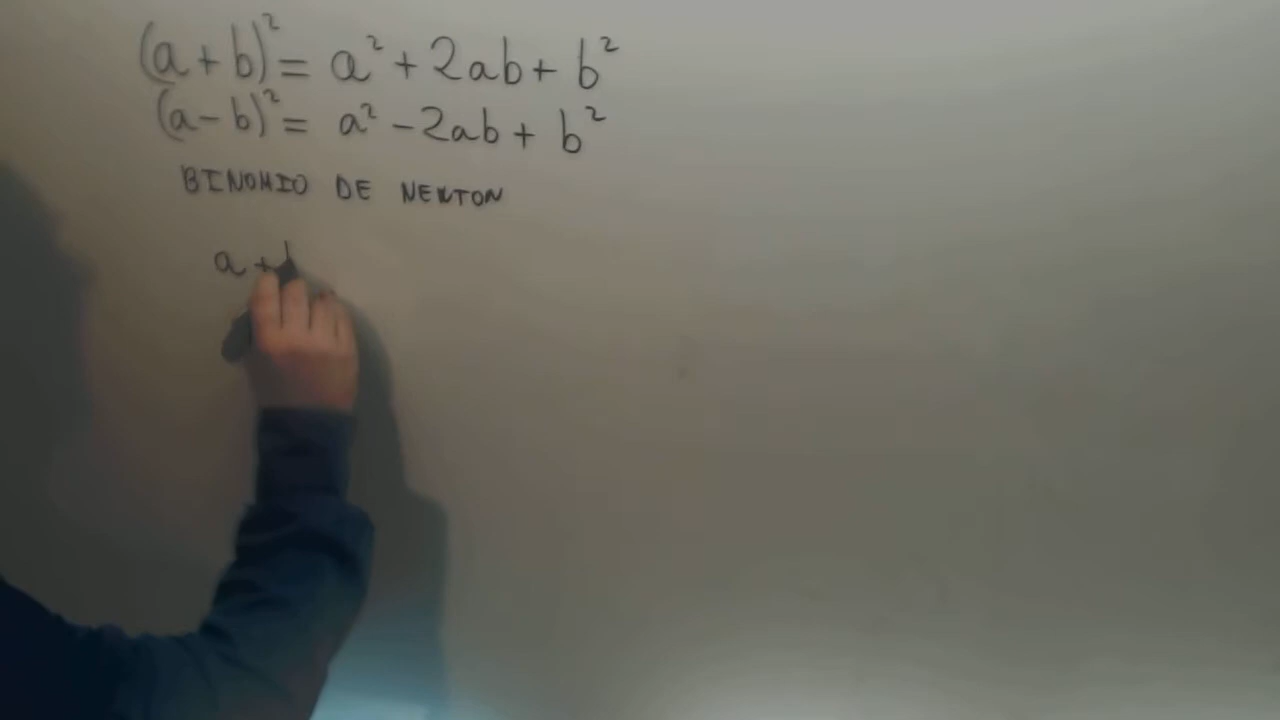 (a+b)²= a²+2ab+b²
(a-b)²= a²-2ab+b²
BINOMIO DE NEWTON
a +